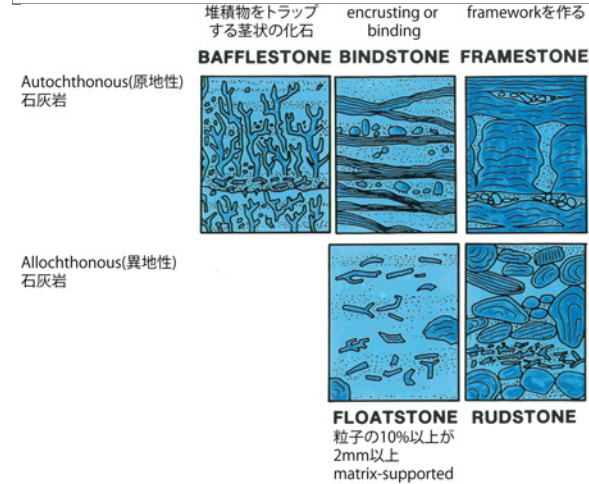 堆積物をトラップ
する茎状の化石
encrusting or
binding
frameworkを作る
BAFFLESTONE
BINDSTONE
FRAMESTONE
Autochthonous(原地性)
石灰岩
Allochthonous(異地性)
石灰岩
FLOATSTONE
RUDSTONE
粒子の10%以上が
2mm以上
matrix-supported